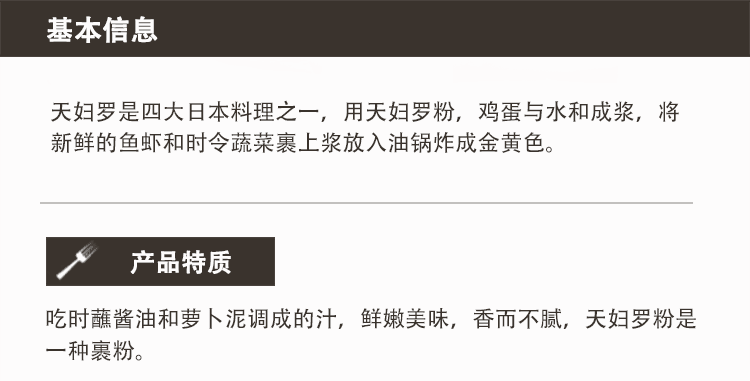 基本信息
天妇罗是四大日本料理之一，用天妇罗粉，鸡蛋与水和成浆，将
新鲜的鱼虾和时令蔬菜裹上浆放入油锅炸成金黄色。
产品特质
吃时蘸酱油和萝卜泥调成的汁，鲜嫩美味，香而不腻，天妇罗粉是
一种裹粉。